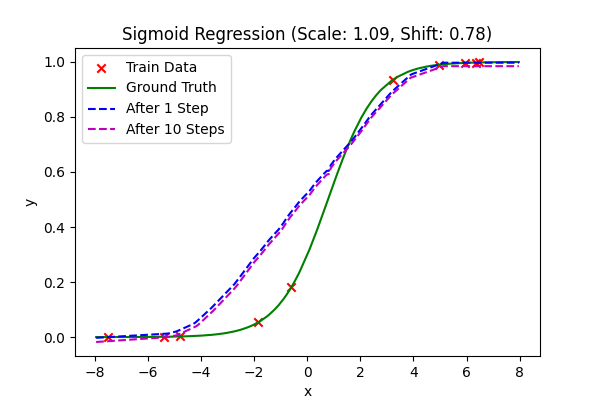 Sigmoid Regression (Scale: 1.09, Shift: 0.78)
Train Data
Ground Truth
After 1 Step
After 10 Steps
1.0
0.8
0.6
0.4
0.2
0.0
y
−8 −6 −4 −2 0 2 4 6 8
x